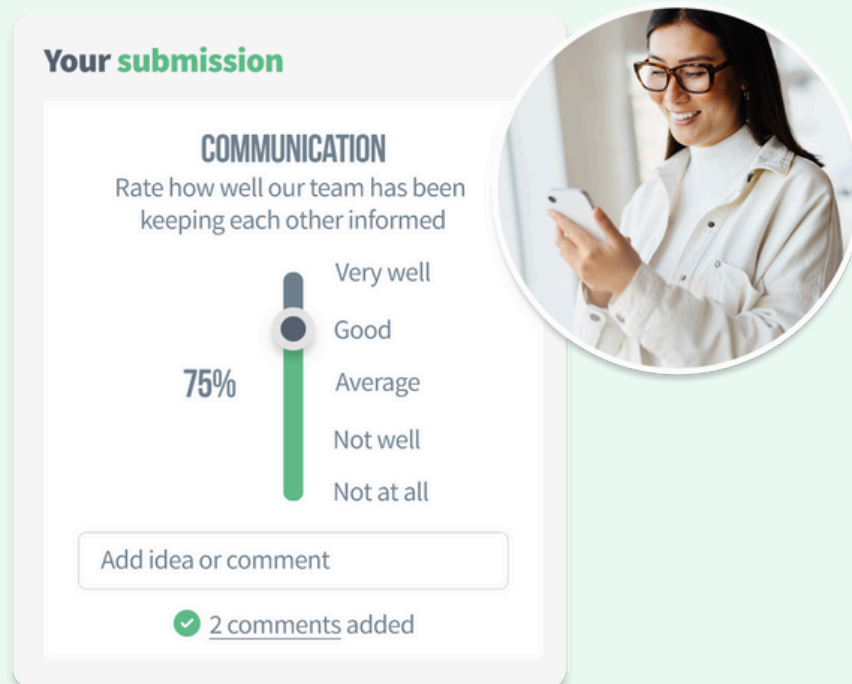 Your submission
COMMUNICATION
Rate how well our team has been
keeping each other informed
Very well
Good
75%
Average
Not well
Not at all
Add idea or comment
2 comments added